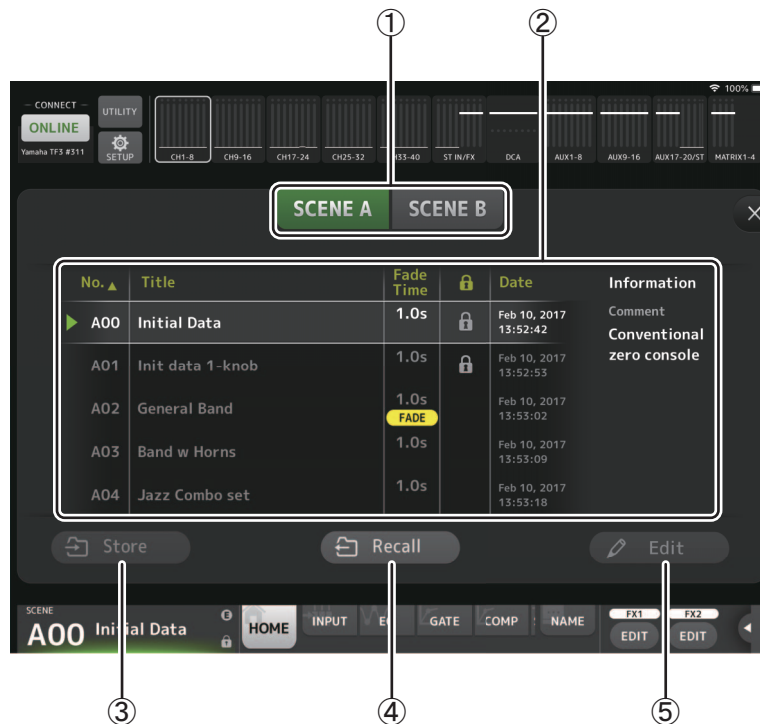 ① ②
100%
CONNECT
ONLINE
Yamaha TF3 #311
UTILITY
SETUP
CH1-8 CH9-16 CH17-24 CH25-32 H33-40 ST IN/FX DCA AUX1-8 AUX9-16 AUX17-20/ST MATRIX1-4
SCENE A SCENE B
No. ▲ Title Fade Time Date Information
A00 Initial Data 1.0s Feb 10, 2017 13:52:42
Comment
Conventional
zero console
A01 Init data 1-knob 1.0s Feb 10, 2017 13:52:53
A02 General Band 1.0s FADE Feb 10, 2017 13:53:02
A03 Band w Horns 1.0s Feb 10, 2017 13:53:09
A04 Jazz Combo set 1.0s Feb 10, 2017 13:53:18
Store Recall Edit
SCENE
A00 Initial Data E
HOME INPUT EQ GATE COMP NAME
FX1 EDIT FX2 EDIT
③ ④ ⑤